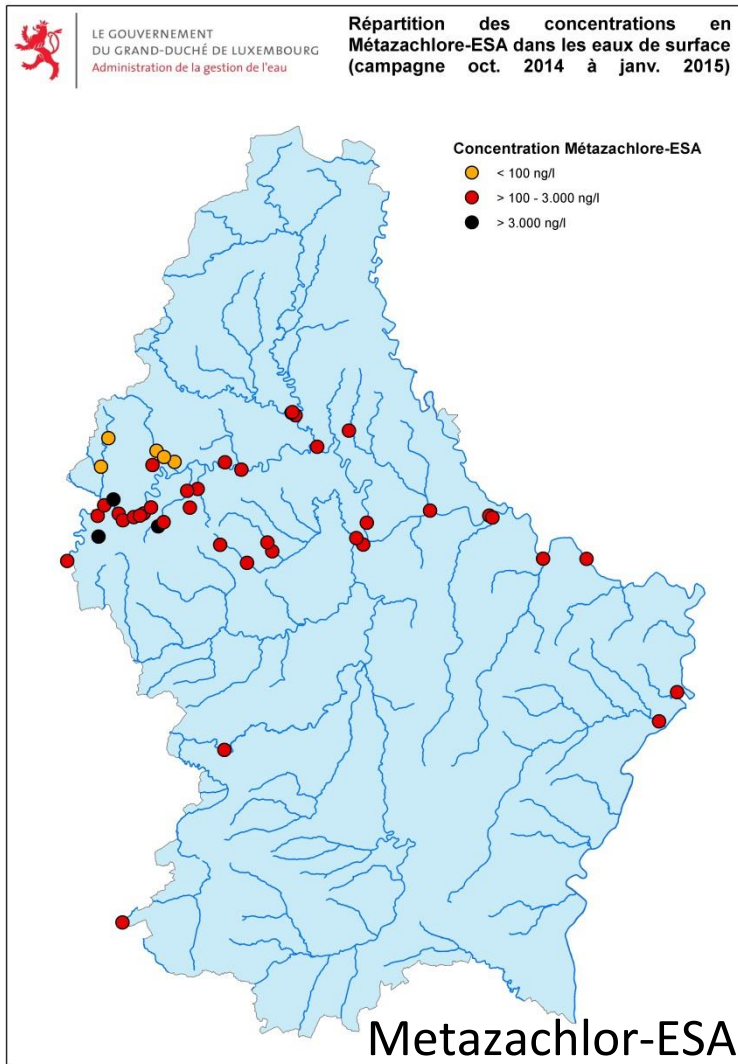 LE GOUVERNEMENT
DU GRAND-DUCHÉ DE LUXEMBOURG
Administration de la gestion de l'eau
Répartition des concentrations en
Métazachlore-ESA dans les eaux de surface
(campagne oct. 2014 à janv. 2015)
Concentration Métazachlore-ESA
< 100 ng/l
> 100 - 3.000 ng/l
> 3.000 ng/l
Metazachlor-ESA